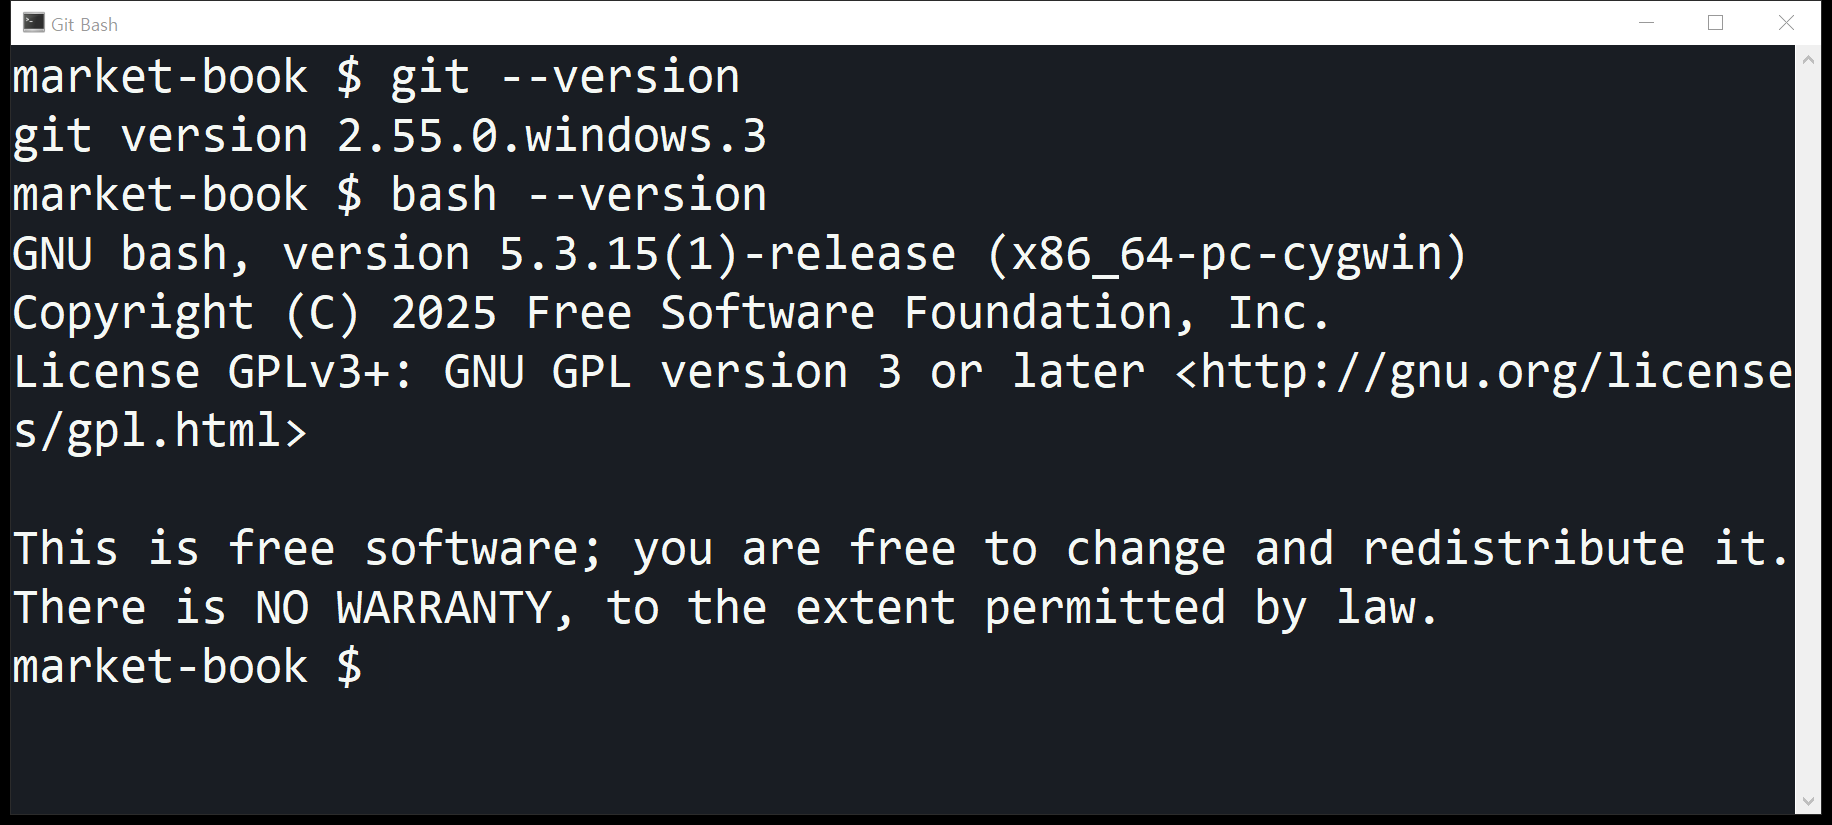 Git Bash
market-book $ git --version
git version 2.55.0.windows.3
market-book $ bash --version
GNU bash, version 5.3.15(1)-release (x86_64-pc-cygwin)
Copyright (C) 2025 Free Software Foundation, Inc.
License GPLv3+: GNU GPL version 3 or later <http://gnu.org/license
s/gpl.html>

This is free software; you are free to change and redistribute it.
There is NO WARRANTY, to the extent permitted by law.
market-book $